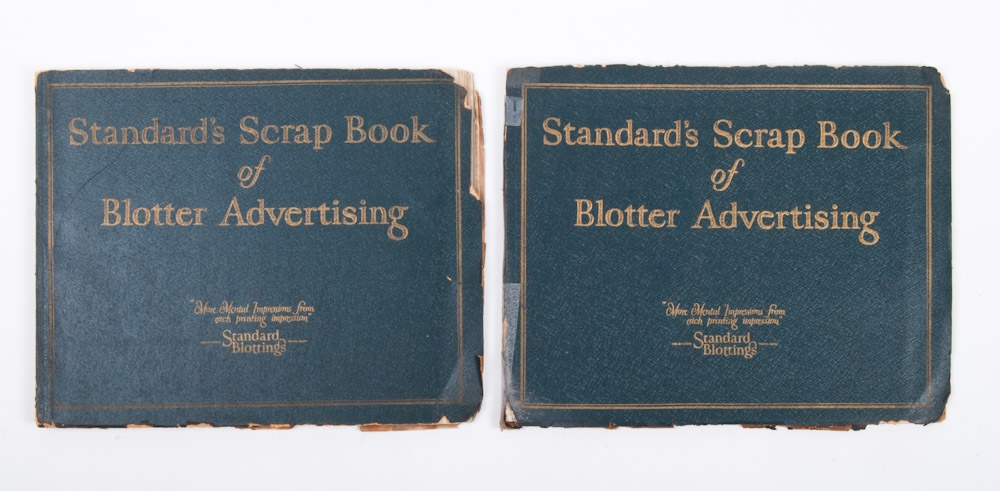 Standard's Scrap Book
of
Blotter Advertising
"More Mental Impressions from
each printing impression"
Standard
Blottings
Standard's Scrap Book
of
Blotter Advertising
"More Mental Impressions from
each printing impression"
Standard
Blottings